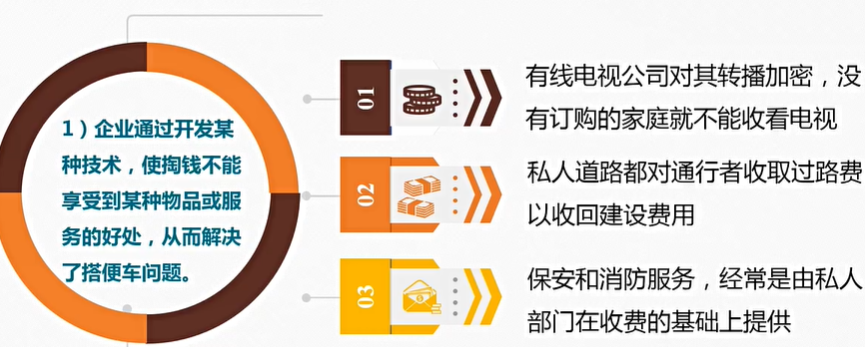 1）企业通过开发某
种技术，使掏钱不能
享受到某种物品或服
务的好处，从而解决
了搭便车问题。
01
有线电视公司对其转播加密，没
有订购的家庭就不能收看电视
02
私人道路都对通行者收取过路费
以收回建设费用
03
保安和消防服务，经常是由私人
部门在收费的基础上提供